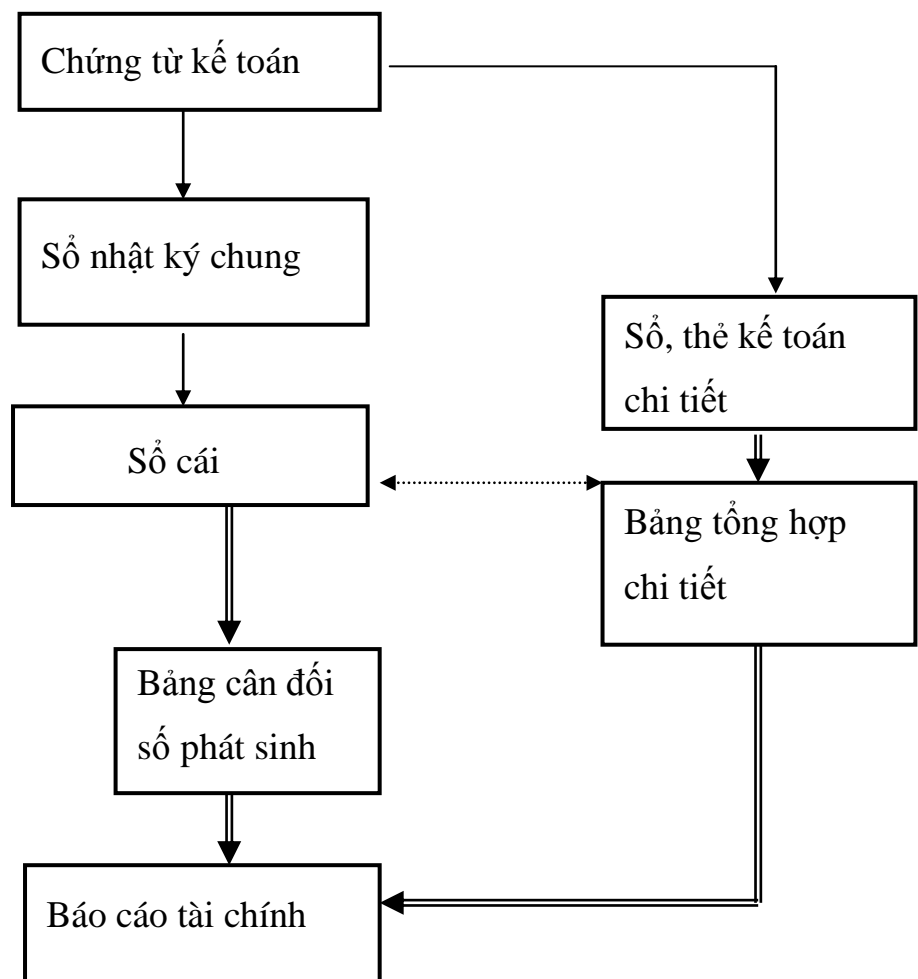 Chứng từ kế toán
Sổ nhật ký chung
Sổ, thẻ kế toán
chi tiết
Sổ cái
Bảng tổng hợp
chi tiết
Bảng cân đối
số phát sinh
Báo cáo tài chính